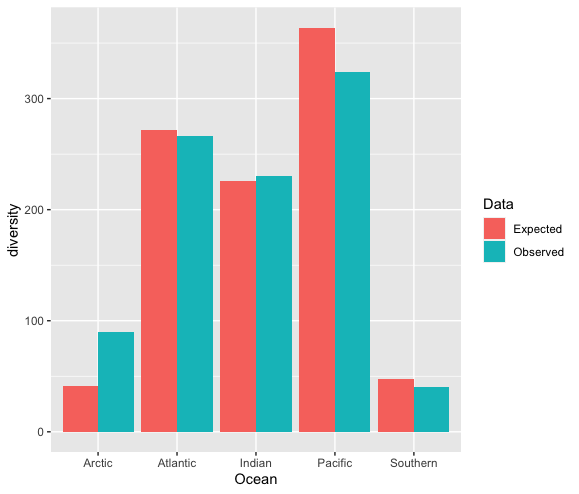 300
200
100
0
diversity
Arctic Atlantic Indian Pacific Southern
Ocean
Data
Expected
Observed